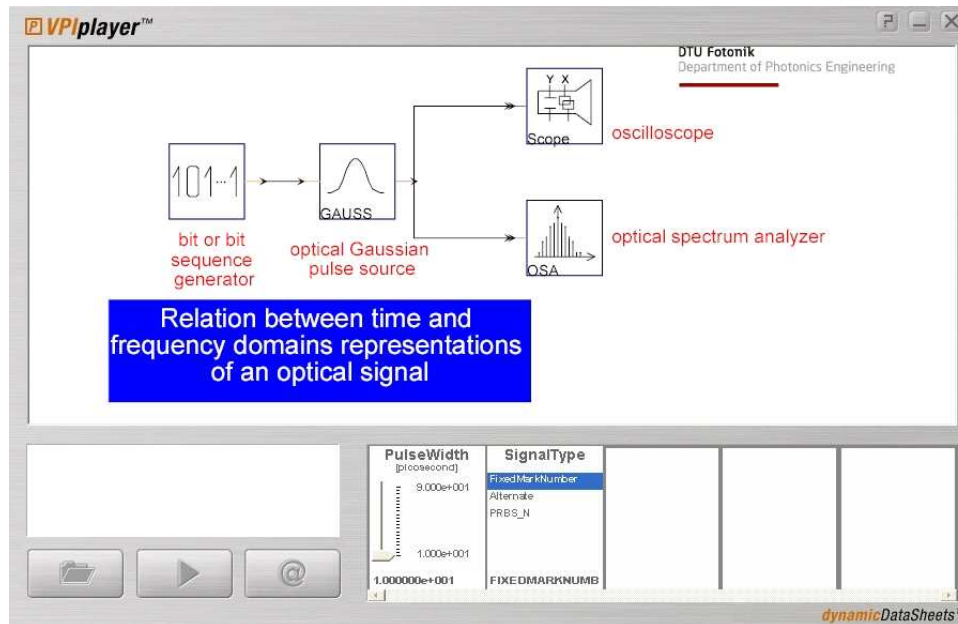 VPIplayer™
DTU Fotonik
Department of Photonics Engineering
Y X
Scope
oscilloscope
101...1
GAUSS
OSA
optical spectrum analyzer
bit or bit
sequence
generator
optical Gaussian
pulse source
Relation between time and
frequency domains representations
of an optical signal
PulseWidth
[picosecond]
9.000e+001
1.000e+001
1.000000e+001
SignalType
FixedMarkNumber
Alternate
PRBS_N
FIXEDMARKNUMB
@
dynamicDataSheets